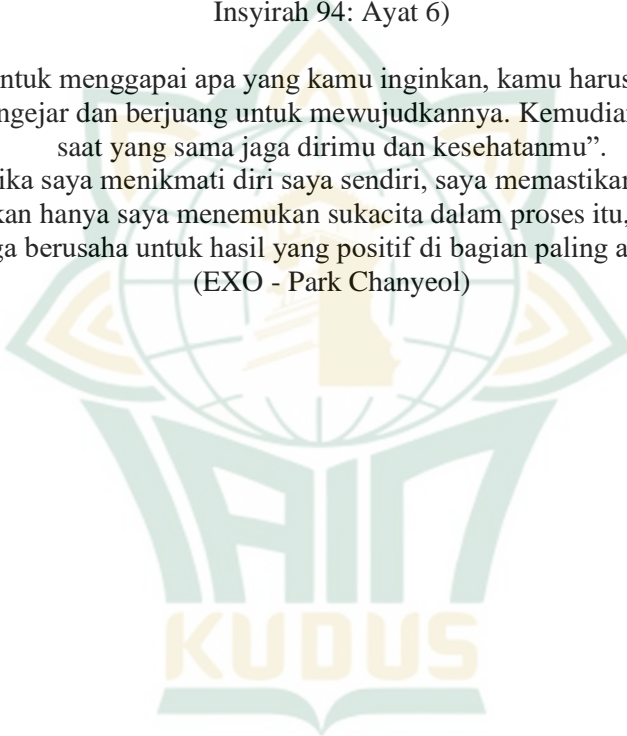 Insyirah 94: Ayat 6)
ntuk menggapai apa yang kamu inginkan, kamu harus
ngejar dan berjuang untuk mewujudkannya. Kemudian
saat yang sama jaga dirimu dan kesehatanmu”.
ika saya menikmati diri saya sendiri, saya memastikan
kan hanya saya menemukan sukacita dalam proses itu,
ga berusaha untuk hasil yang positif di bagian paling a
(EXO - Park Chanyeol)
IAIN
KUDUS